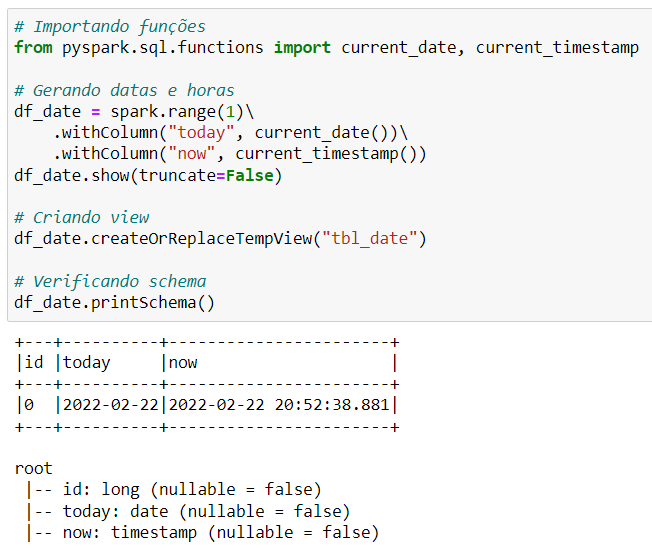 # Importando funções
from pyspark.sql.functions import current_date, current_timestamp
# Gerando datas e horas
df_date = spark.range(1)\
    .withColumn("today", current_date())\
    .withColumn("now", current_timestamp())
df_date.show(truncate=False)
# Criando view
df_date.createOrReplaceTempView("tbl_date")
# Verificando schema
df_date.printSchema()
+---+----------+-----------------------+
|id |today     |now                    |
+---+----------+-----------------------+
|0  |2022-02-22|2022-02-22 20:52:38.881|
+---+----------+-----------------------+
root
 |-- id: long (nullable = false)
 |-- today: date (nullable = false)
 |-- now: timestamp (nullable = false)